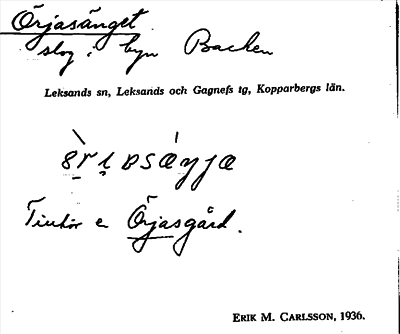 Örjasänget
slog i byn Backen
Leksands sn, Leksands och Gagnefs tg, Kopparbergs län.
Tillhör e Örjasgård.
ERIK M. CARLSSON, 1936.